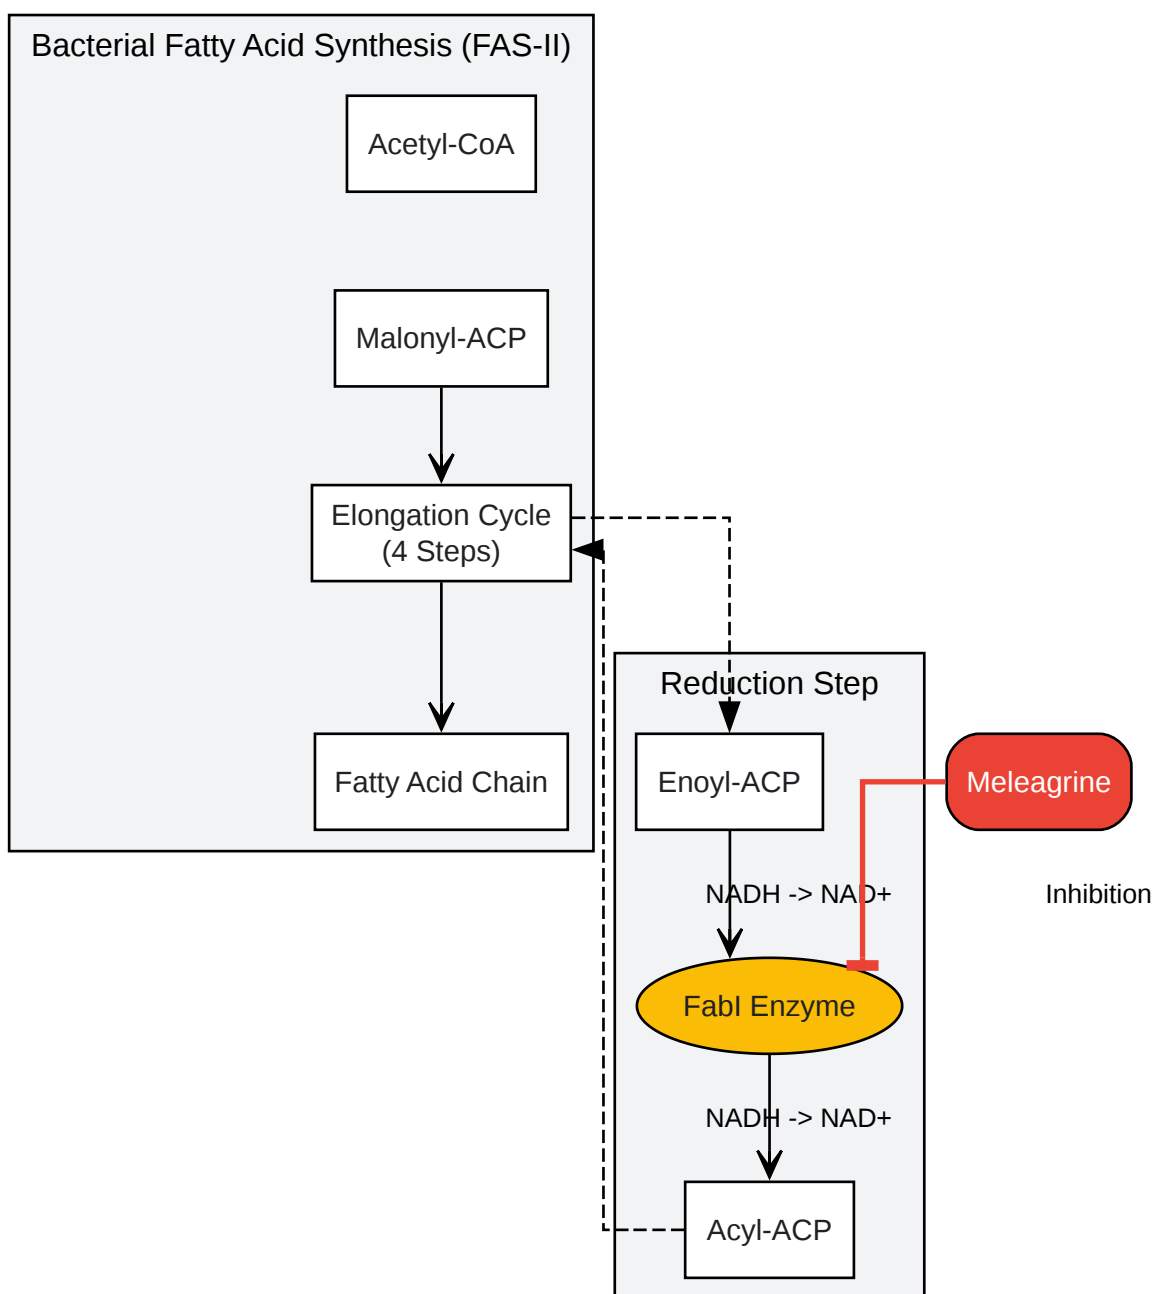 Bacterial Fatty Acid Synthesis (FAS-II)
Acetyl-CoA
Malonyl-ACP
Elongation Cycle
(4 Steps)
Fatty Acid Chain
Reduction Step
Enoyl-ACP
Meleagrine
NADH -> NAD+
Inhibition
FabI Enzyme
NADH -> NAD+
Acyl-ACP